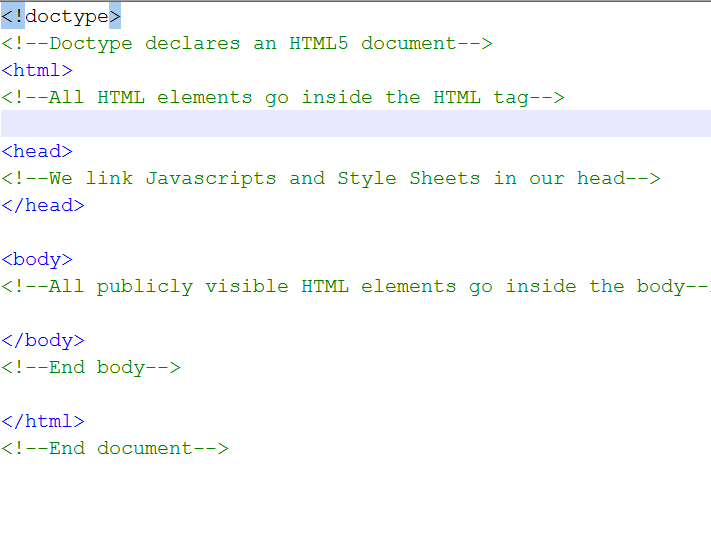 <!doctype>
<!--Doctype declares an HTML5 document-->
<html>
<!--All HTML elements go inside the HTML tag-->
<head>
<!--We link Javascripts and Style Sheets in our head-->
</head>
<body>
<!--All publicly visible HTML elements go inside the body--
</body>
<!--End body-->
</html>
<!--End document-->